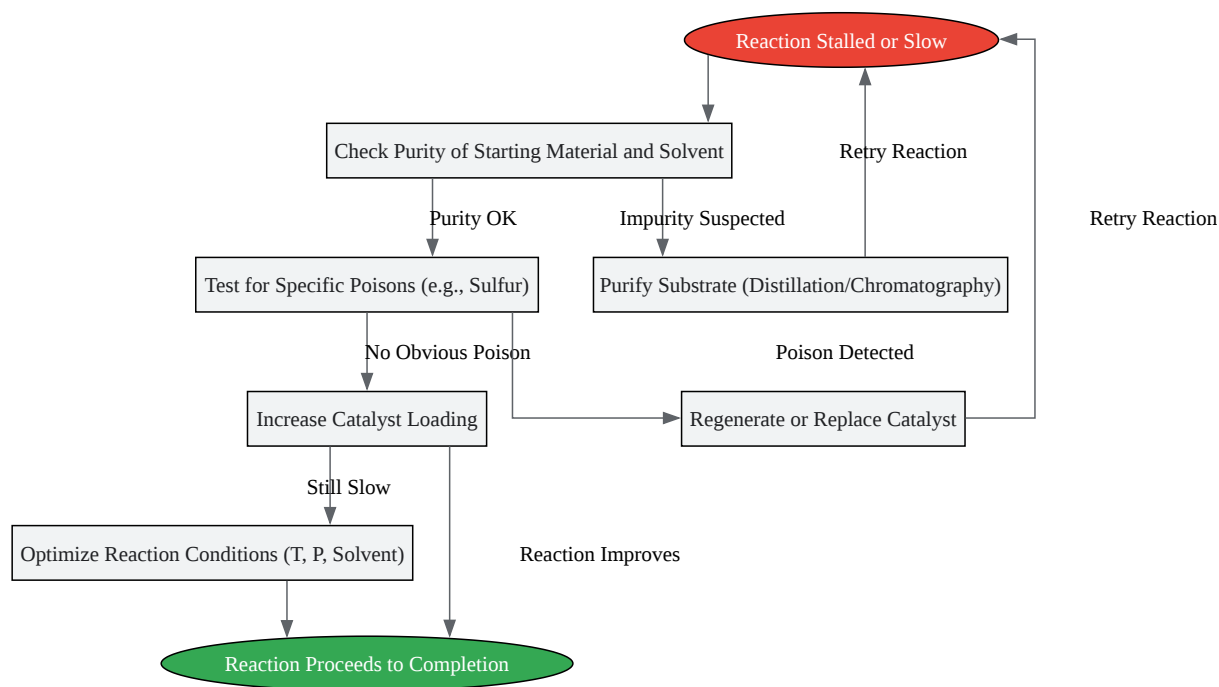 Reaction Stalled or Slow
Check Purity of Starting Material and Solvent
Retry Reaction
Purity OK
Impurity Suspected
Retry Reaction
Test for Specific Poisons (e.g., Sulfur)
Purify Substrate (Distillation/Chromatography)
No Obvious Poison
Poison Detected
Increase Catalyst Loading
Regenerate or Replace Catalyst
Still Slow
Optimize Reaction Conditions (T, P, Solvent)
Reaction Improves
Reaction Proceeds to Completion